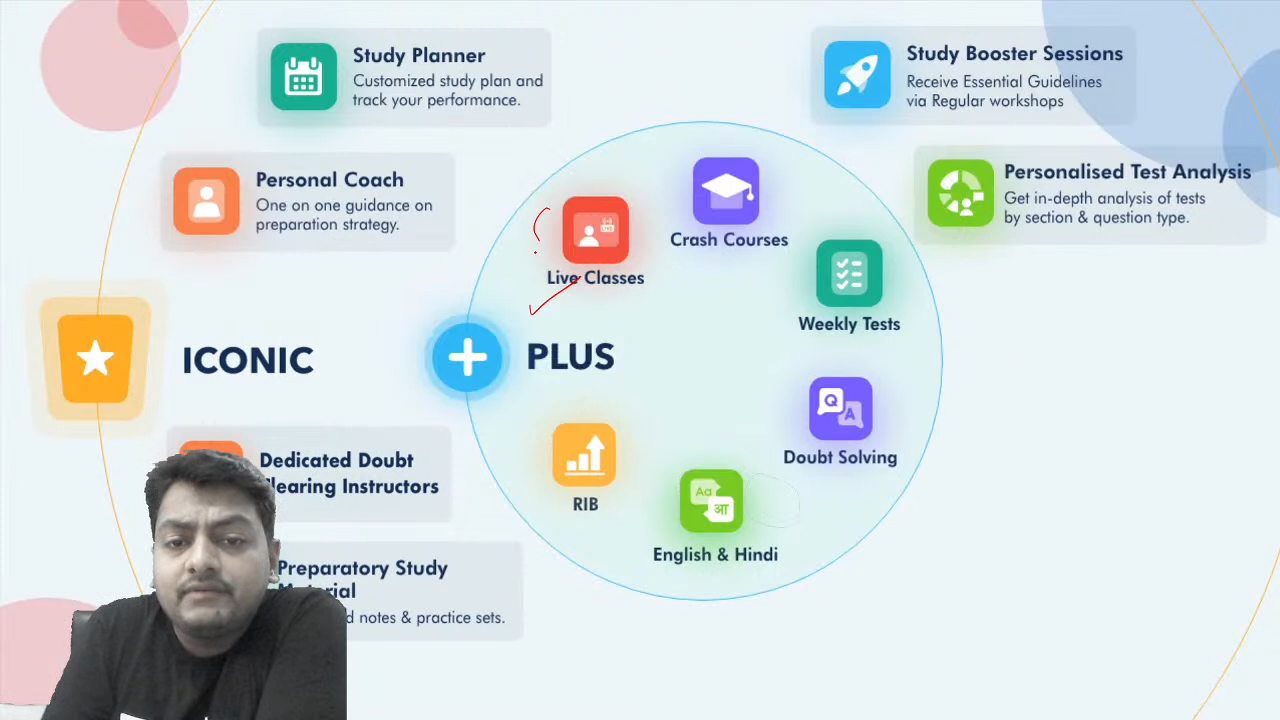 Study Planner
Customized study plan and
track your performance.
Study Booster Sessions
Receive Essential Guidelines
via Regular workshops
Personal Coach
One on one guidance on
preparation strategy.
Personalised Test Analysis
Get in-depth analysis of tests
by section & question type.
Crash Courses
LIVE
Live Classes
Weekly Tests
ICONIC
PLUS
Q
A
Doubt Solving
Dedicated Doubt
learing Instructors
RIB
Aa
आ
English & Hindi
Preparatory Study
notes & practice sets.